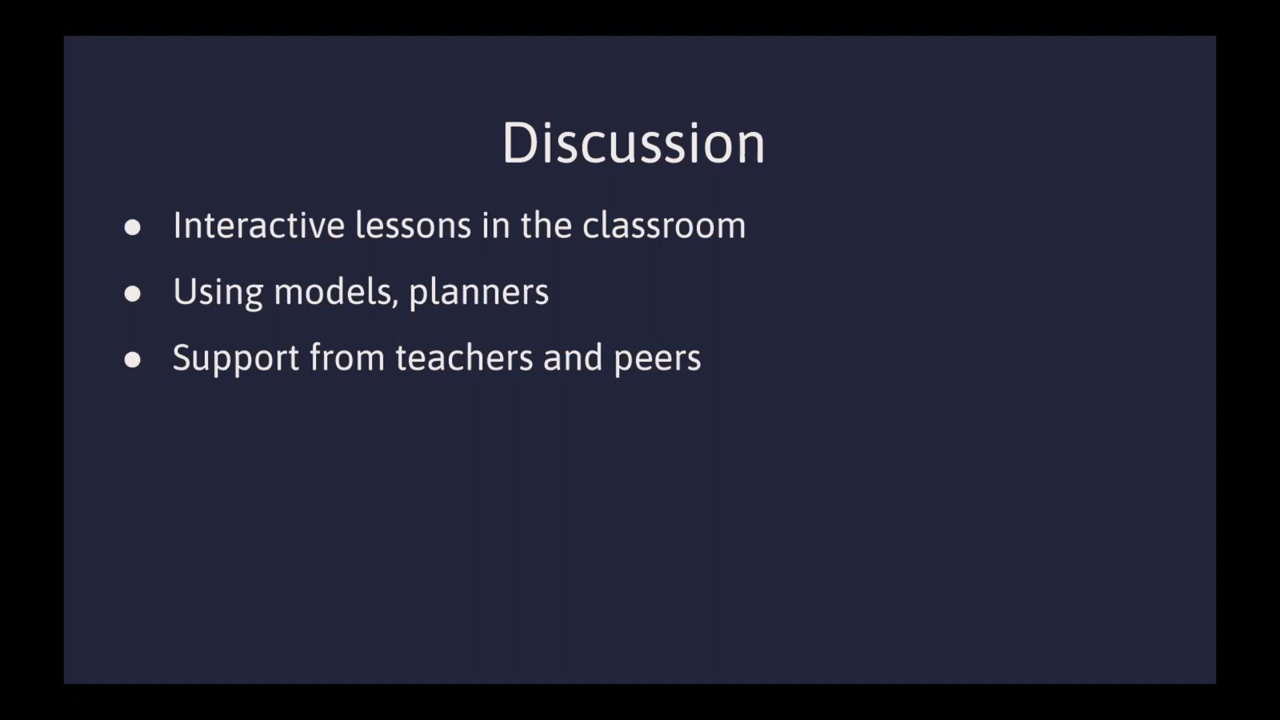 Discussion
● Interactive lessons in the classroom
● Using models, planners
● Support from teachers and peers